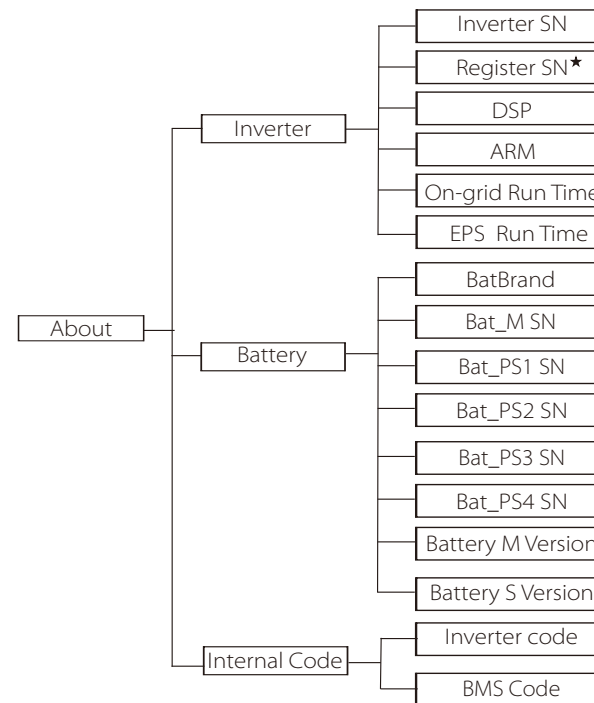 About
Inverter
Inverter SN
Register SN★
DSP
ARM
On-grid Run Time
EPS Run Time
Battery
BatBrand
Bat_M SN
Bat_PS1 SN
Bat_PS2 SN
Bat_PS3 SN
Bat_PS4 SN
Battery M Version
Battery S Version
Internal Code
Inverter code
BMS Code